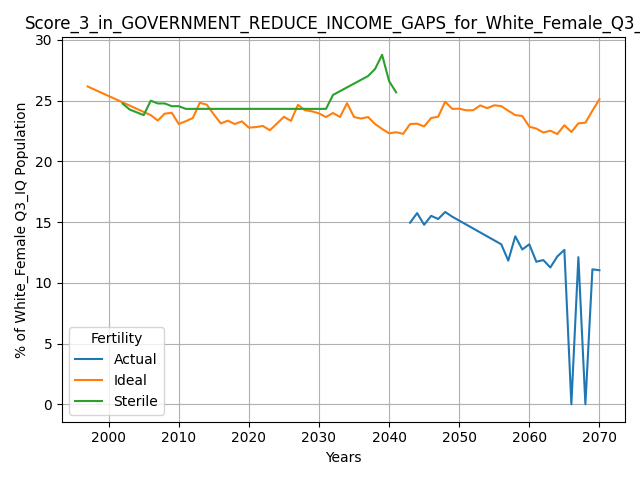 Score_3_in_GOVERNMENT_REDUCE_INCOME_GAPS_for_White_Female_Q3_
30
25
20
15
10
5
0
% of White_Female Q3_IQ Population
Fertility
Actual
Ideal
Sterile
2000 2010 2020 2030 2040 2050 2060 2070
Years